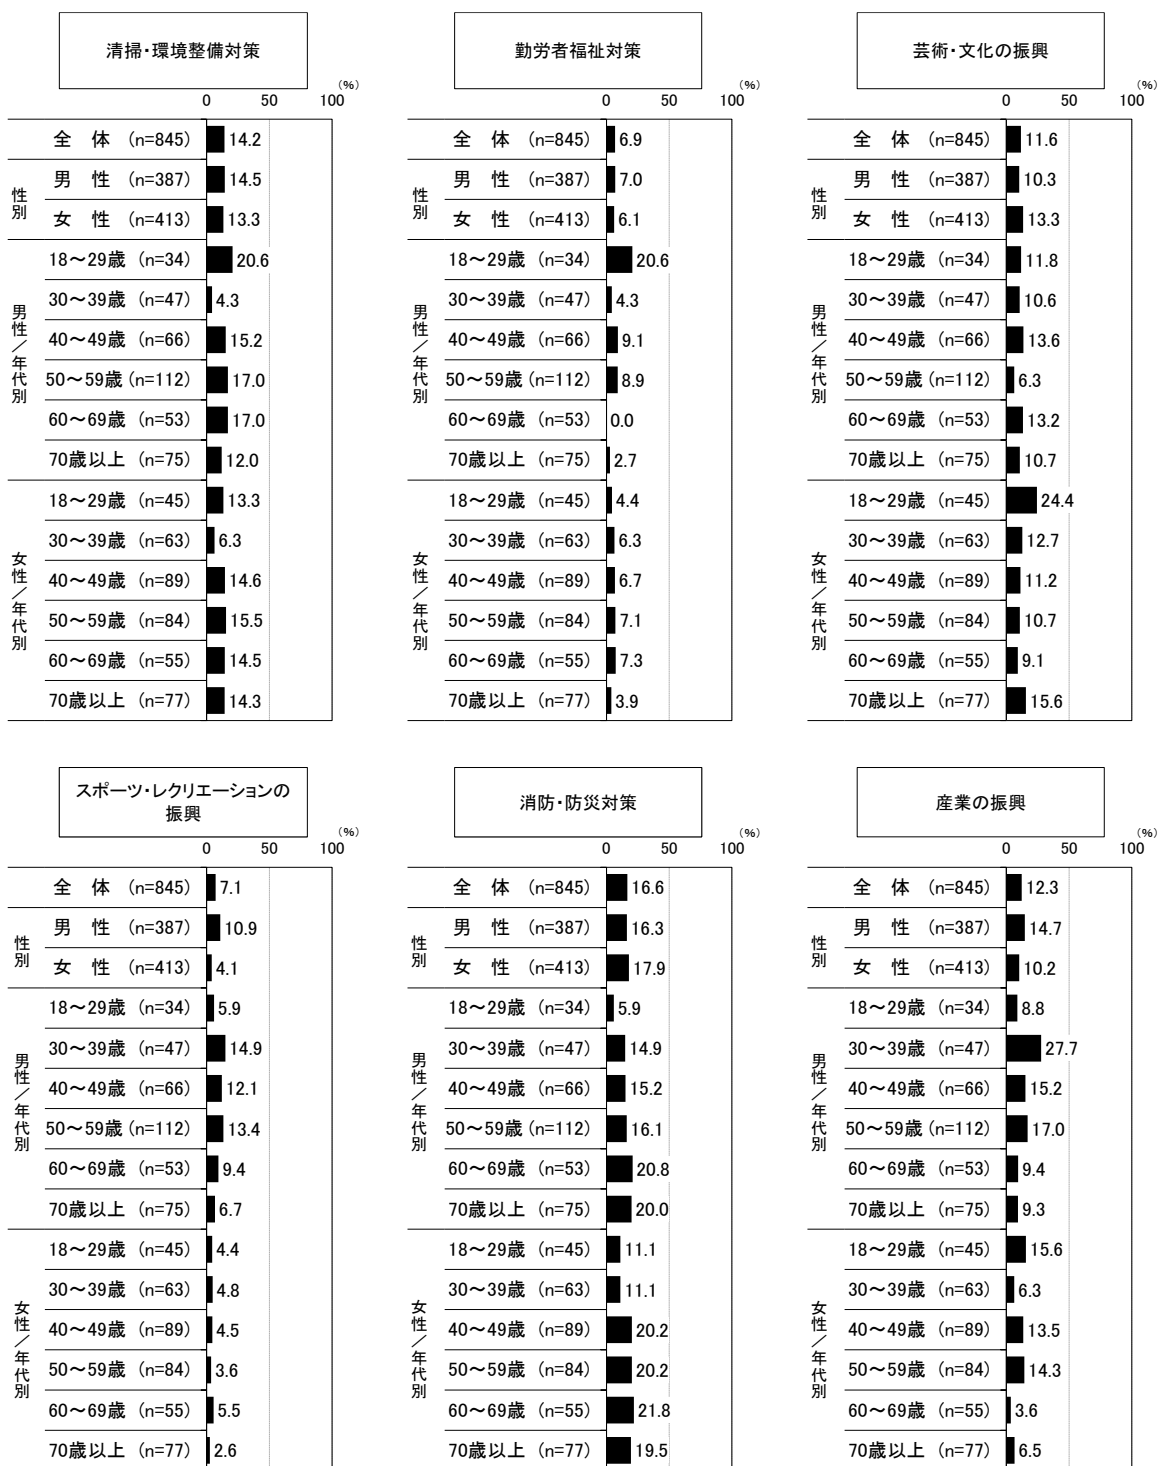 清掃・環境整備対策
(%)
0 50 100
全 体 (n=845) 14.2
性別
男 性 (n=387) 14.5
女 性 (n=413) 13.3
男性／年代別
18～29歳 (n=34) 20.6
30～39歳 (n=47) 4.3
40～49歳 (n=66) 15.2
50～59歳 (n=112) 17.0
60～69歳 (n=53) 17.0
70歳以上 (n=75) 12.0
女性／年代別
18～29歳 (n=45) 13.3
30～39歳 (n=63) 6.3
40～49歳 (n=89) 14.6
50～59歳 (n=84) 15.5
60～69歳 (n=55) 14.5
70歳以上 (n=77) 14.3
勤労者福祉対策
(%)
0 50 100
全 体 (n=845) 6.9
性別
男 性 (n=387) 7.0
女 性 (n=413) 6.1
男性／年代別
18～29歳 (n=34) 20.6
30～39歳 (n=47) 4.3
40～49歳 (n=66) 9.1
50～59歳 (n=112) 8.9
60～69歳 (n=53) 0.0
70歳以上 (n=75) 2.7
女性／年代別
18～29歳 (n=45) 4.4
30～39歳 (n=63) 6.3
40～49歳 (n=89) 6.7
50～59歳 (n=84) 7.1
60～69歳 (n=55) 7.3
70歳以上 (n=77) 3.9
芸術・文化の振興
(%)
0 50 100
全 体 (n=845) 11.6
性別
男 性 (n=387) 10.3
女 性 (n=413) 13.3
男性／年代別
18～29歳 (n=34) 11.8
30～39歳 (n=47) 10.6
40～49歳 (n=66) 13.6
50～59歳 (n=112) 6.3
60～69歳 (n=53) 13.2
70歳以上 (n=75) 10.7
女性／年代別
18～29歳 (n=45) 24.4
30～39歳 (n=63) 12.7
40～49歳 (n=89) 11.2
50～59歳 (n=84) 10.7
60～69歳 (n=55) 9.1
70歳以上 (n=77) 15.6
スポーツ・レクリエーションの
振興
(%)
0 50 100
全 体 (n=845) 7.1
性別
男 性 (n=387) 10.9
女 性 (n=413) 4.1
男性／年代別
18～29歳 (n=34) 5.9
30～39歳 (n=47) 14.9
40～49歳 (n=66) 12.1
50～59歳 (n=112) 13.4
60～69歳 (n=53) 9.4
70歳以上 (n=75) 6.7
女性／年代別
18～29歳 (n=45) 4.4
30～39歳 (n=63) 4.8
40～49歳 (n=89) 4.5
50～59歳 (n=84) 3.6
60～69歳 (n=55) 5.5
70歳以上 (n=77) 2.6
消防・防災対策
(%)
0 50 100
全 体 (n=845) 16.6
性別
男 性 (n=387) 16.3
女 性 (n=413) 17.9
男性／年代別
18～29歳 (n=34) 5.9
30～39歳 (n=47) 14.9
40～49歳 (n=66) 15.2
50～59歳 (n=112) 16.1
60～69歳 (n=53) 20.8
70歳以上 (n=75) 20.0
女性／年代別
18～29歳 (n=45) 11.1
30～39歳 (n=63) 11.1
40～49歳 (n=89) 20.2
50～59歳 (n=84) 20.2
60～69歳 (n=55) 21.8
70歳以上 (n=77) 19.5
産業の振興
(%)
0 50 100
全 体 (n=845) 12.3
性別
男 性 (n=387) 14.7
女 性 (n=413) 10.2
男性／年代別
18～29歳 (n=34) 8.8
30～39歳 (n=47) 27.7
40～49歳 (n=66) 15.2
50～59歳 (n=112) 17.0
60～69歳 (n=53) 9.4
70歳以上 (n=75) 9.3
女性／年代別
18～29歳 (n=45) 15.6
30～39歳 (n=63) 6.3
40～49歳 (n=89) 13.5
50～59歳 (n=84) 14.3
60～69歳 (n=55) 3.6
70歳以上 (n=77) 6.5